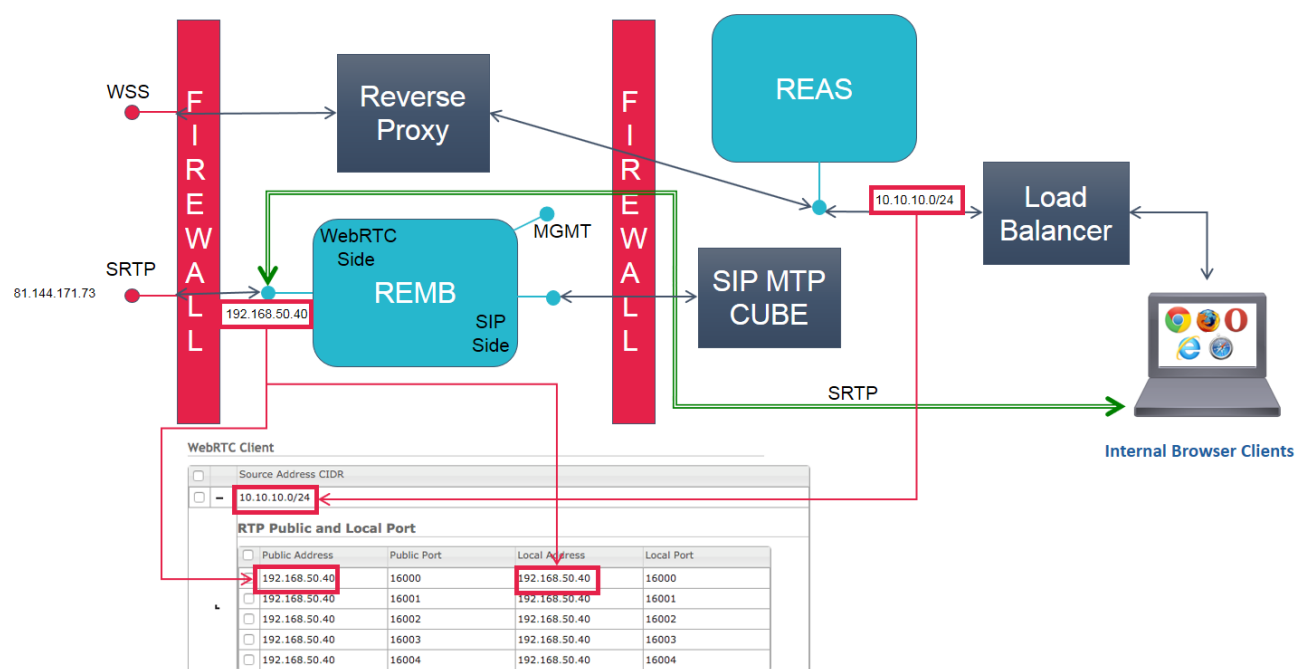 WSS
FIREWALL
Reverse
Proxy
FIREWALL
REAS
10.10.10.0/24
Load
Balancer
WebRTC
Side
MGMT
REMB
SIP
Side
SRTP
81.144.171.73
192.168.50.40
SIP MTP
CUBE
SRTP
Internal Browser Clients
WebRTC Client
Source Address CIDR
10.10.10.0/24
RTP Public and Local Port
Public Address Public Port Local Address Local Port
192.168.50.40 16000 192.168.50.40 16000
192.168.50.40 16001 192.168.50.40 16001
192.168.50.40 16002 192.168.50.40 16002
192.168.50.40 16003 192.168.50.40 16003
192.168.50.40 16004 192.168.50.40 16004